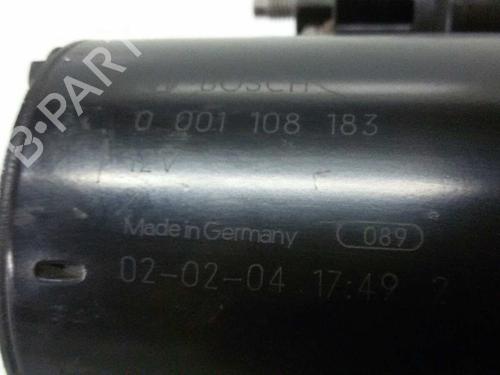 B-PART
BOSCH
0 001 108 183
12V
Made in Germany
089
02-02-04 17:49 2